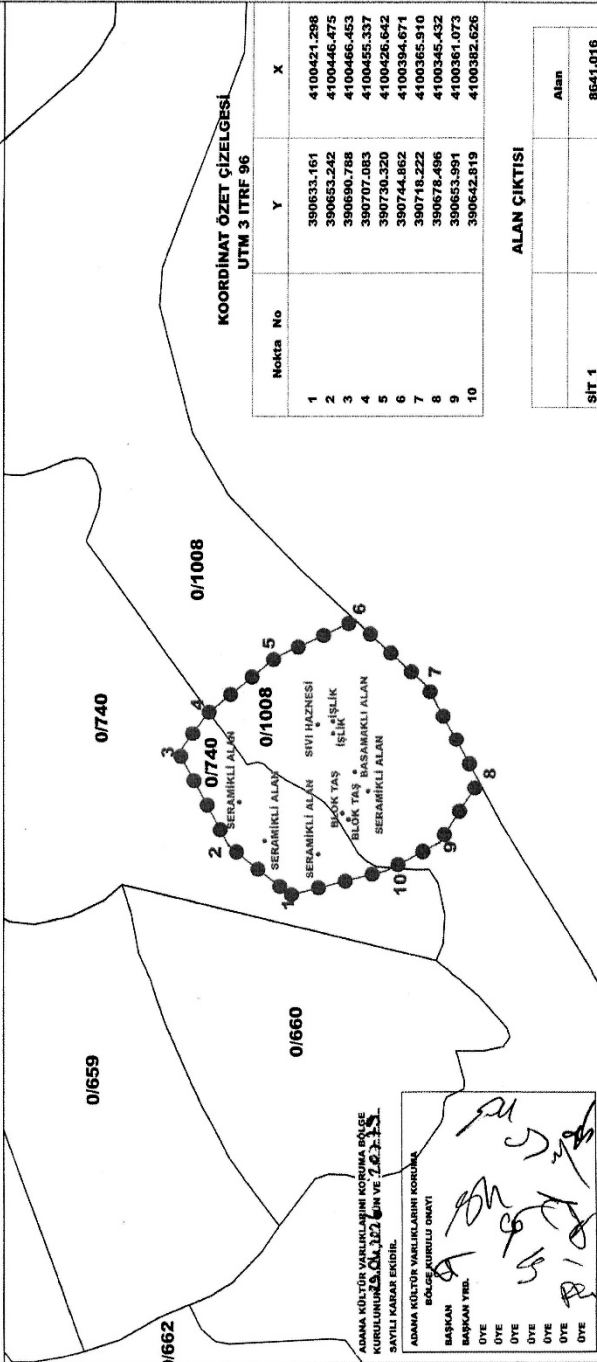 0/659
0/740
0/1008
0/660
/662
3
4
2
0/740
SERAMİKLİ ALAN
0/1008
5
SERAMİKLİ ALAN
1
SERAMİKLİ ALAN
SIVI HAZNESİ
6
BLOK TAŞ
İŞLİK
İŞLİK
BLOK TAŞ
BASAMAKLI ALAN
SERAMİKLİ ALAN
7
10
9
8
KOORDİNAT ÖZET ÇİZELGESİ
UTM 3 ITRF 96
Nokta No Y X
1 390633.161 4100421.298
2 390653.242 4100446.475
3 390690.788 4100466.453
4 390707.083 4100455.337
5 390730.320 4100426.642
6 390744.862 4100394.671
7 390718.222 4100365.910
8 390678.496 4100345.432
9 390653.991 4100361.073
10 390642.819 4100382.626
ALAN ÇIKTISI
Alan
SİT 1 8641.016
ADANA KÜLTÜR VARLIKLARINI KORUMA BÖLGE
KURULUNUN GÜN VE
SAYILI KARAR EKİDİR.
ADANA KÜLTÜR VARLIKLARINI KORUMA
BÖLGE KURULU ONAYI
BAŞKAN
BAŞKAN YRD.
ÜYE
ÜYE
ÜYE
ÜYE
ÜYE
ÜYE
ÜYE